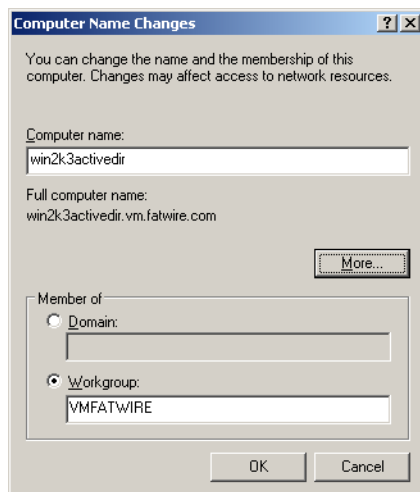 Computer Name Changes
You can change the name and the membership of this
computer. Changes may affect access to network resources.
Computer name:
win2k3activedir
Full computer name:
win2k3activedir.vm.fatwire.com
More...
Member of
Domain:
Workgroup:
VMFATWIRE
OK Cancel